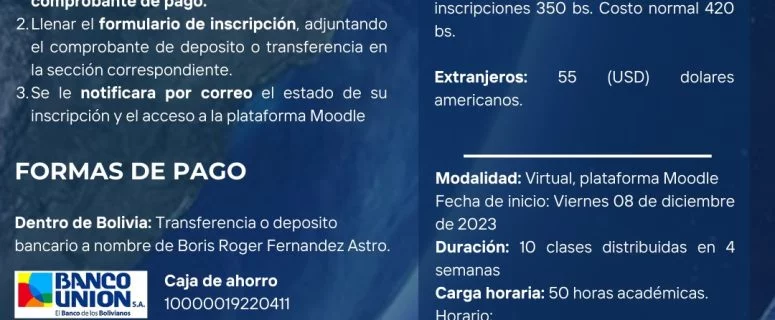 comprobante de pago.
2. Llenar el formulario de inscripción, adjuntando
el comprobante de deposito o transferencia en
la sección correspondiente.
3. Se le notificara por correo el estado de su
inscripción y el acceso a la plataforma Moodle
FORMAS DE PAGO
Dentro de Bolivia: Transferencia o deposito
bancario a nombre de Boris Roger Fernandez Astro.
BANCO
UNION S.A.
El Banco de los Bolivianos
Caja de ahorro
10000019220411
inscripciones 350 bs. Costo normal 420
bs.
Extranjeros: 55 (USD) dolares
americanos.
Modalidad: Virtual, plataforma Moodle
Fecha de inicio: Viernes 08 de diciembre
de 2023
Duración: 10 clases distribuidas en 4
semanas
Carga horaria: 50 horas académicas.
Horario: